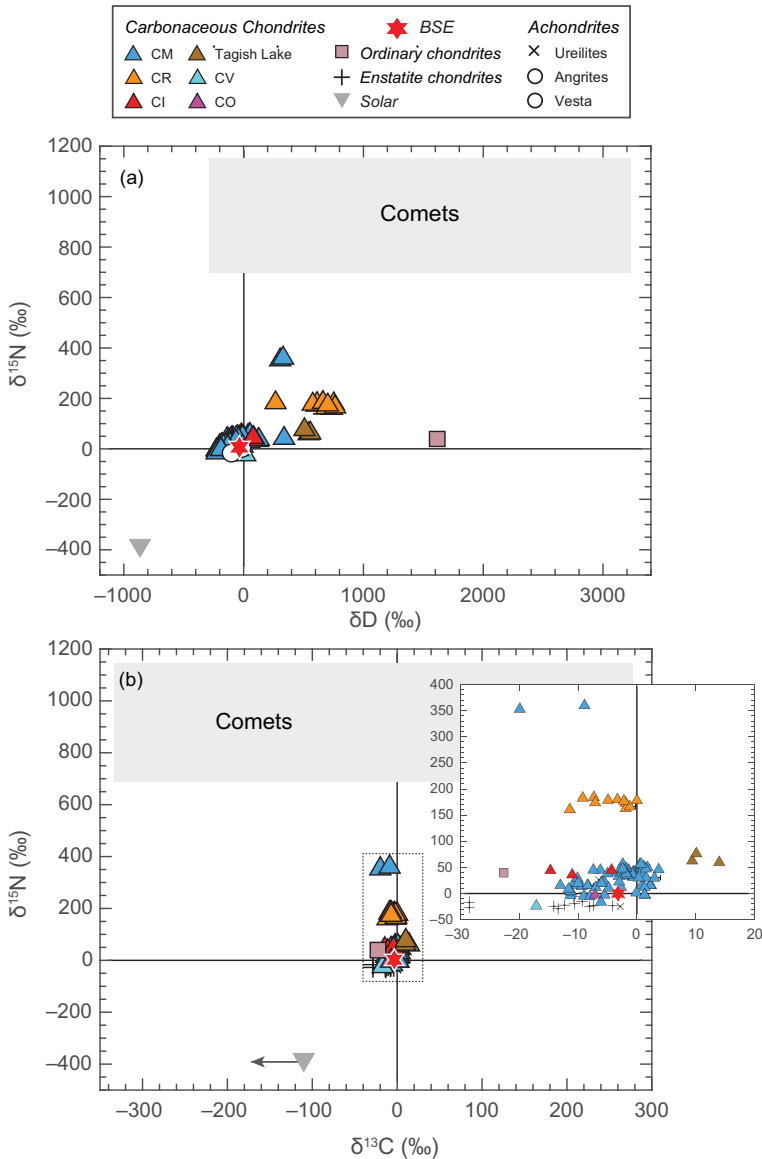 Carbonaceous Chondrites BSE Achondrites
CM Tagish Lake Ordinary chondrites Ureilites
CR CV Enstatite chondrites Angrites
CI CO Solar Vesta
1200
1000
800
600
400
200
0
–200
–400
δ15N (‰)
(a)
Comets
–1000 0 1000 2000 3000
δD (‰)
1200
1000
800
600
400
200
0
–200
–400
δ15N (‰)
(b)
Comets
400
350
300
250
200
150
100
50
0
–50
–30 –20 –10 0 10 20
–300 –200 –100 0 100 200 300
δ13C (‰)